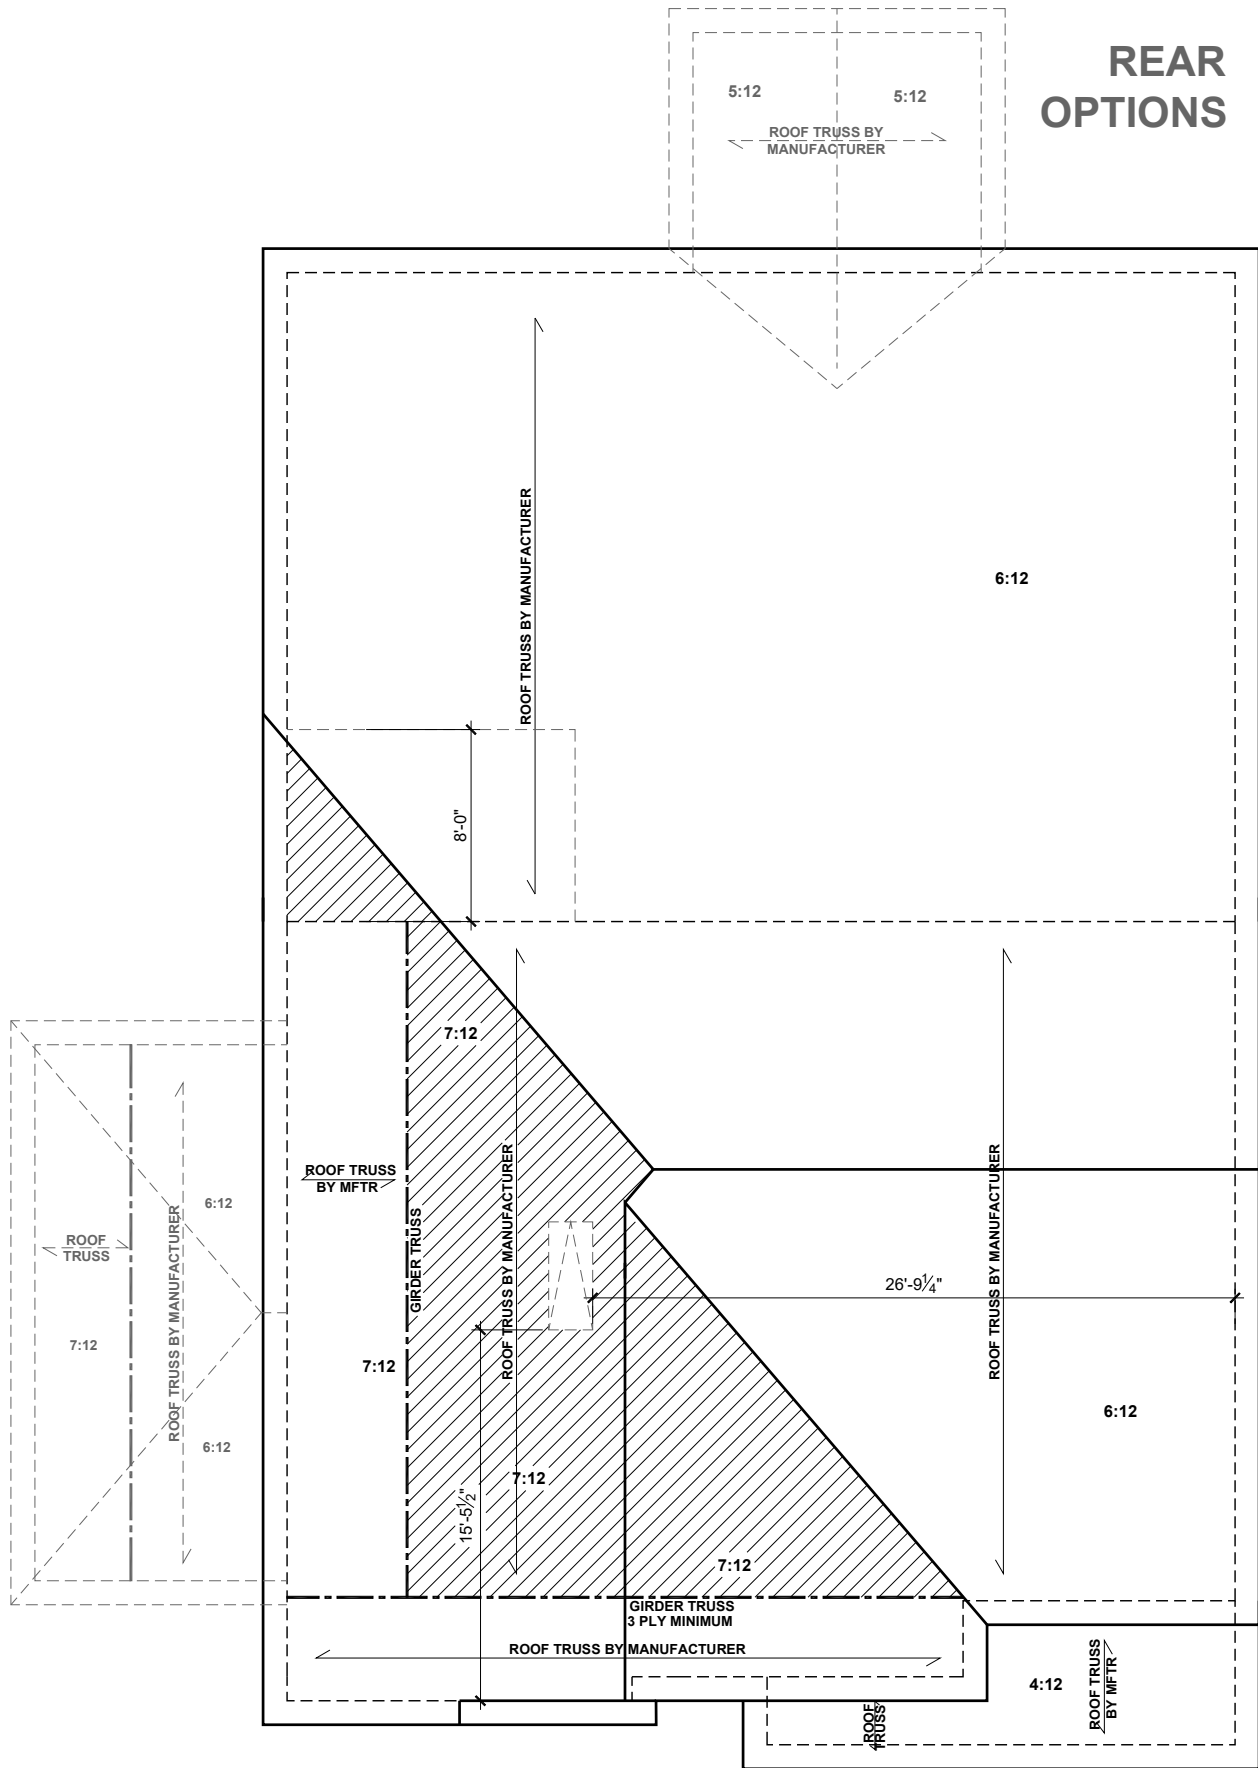 REAR
OPTIONS
5:12
5:12
ROOF TRUSS BY
MANUFACTURER
ROOF TRUSS BY MANUFACTURER
6:12
8'-0"
7:12
ROOF TRUSS
BY MFTR
GIRDER TRUSS
ROOF TRUSS BY MANUFACTURER
ROOF TRUSS BY MANUFACTURER
6:12
ROOF
TRUSS
ROOF TRUSS BY MANUFACTURER
7:12
6:12
26'-9¼"
7:12
6:12
15'-5½"
7:12
7:12
GIRDER TRUSS
3 PLY MINIMUM
ROOF TRUSS BY MANUFACTURER
4:12
ROOF TRUSS
BY MFTR
ROOF
TRUSS